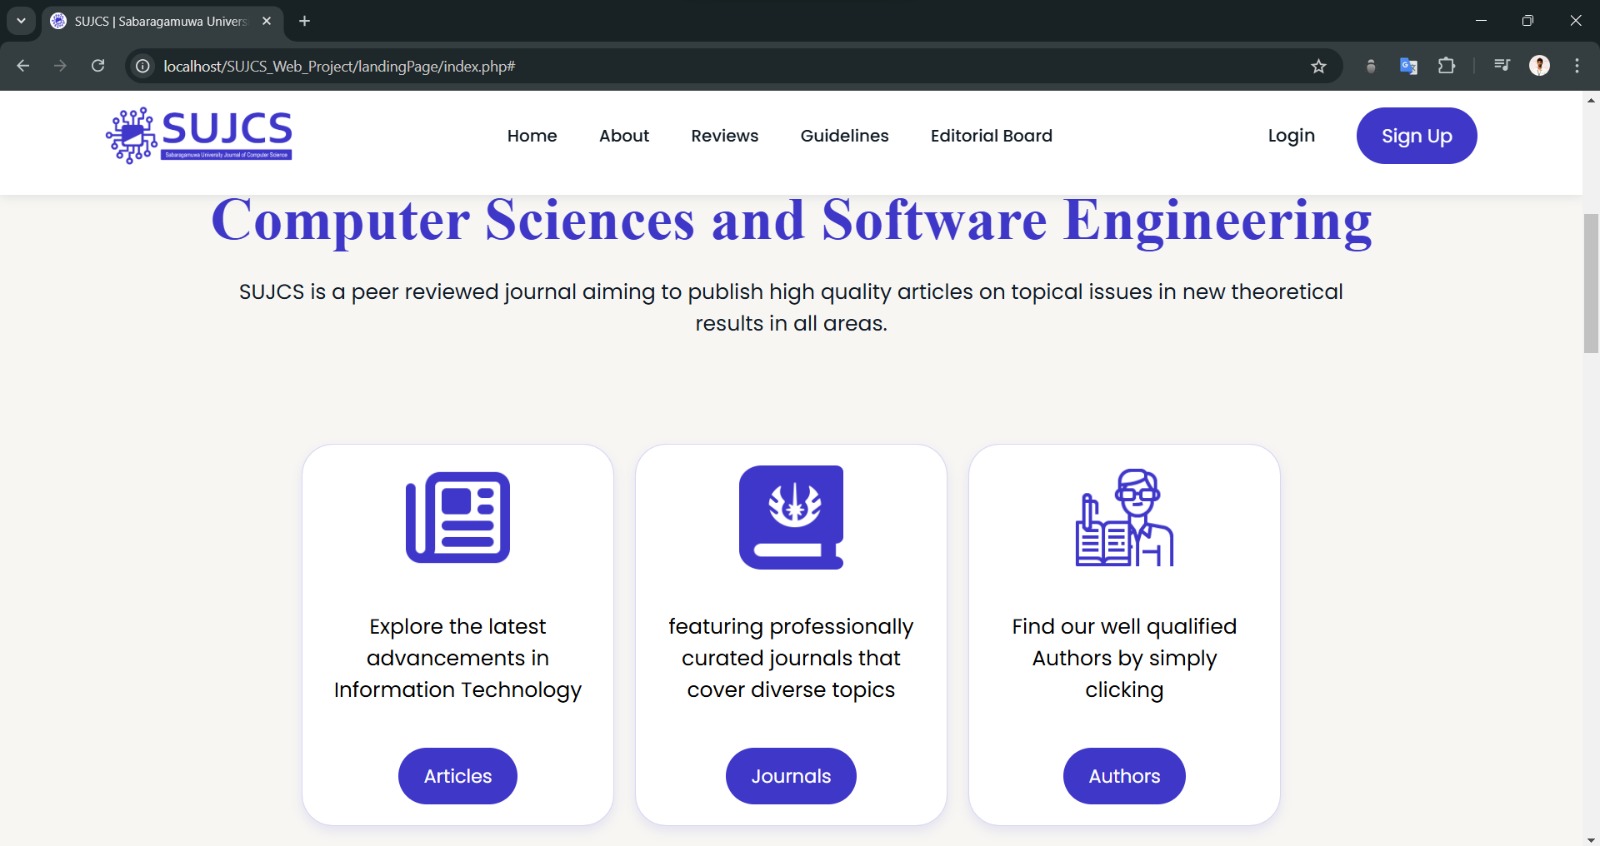 SUJCS | Sabaragamuwa Univers
localhost/SUJCS_Web_Project/landingPage/index.php#
SUJCS
Sabaragamuwa University Journal of Computer Science
Home About Reviews Guidelines Editorial Board Login Sign Up
Computer Sciences and Software Engineering
SUJCS is a peer reviewed journal aiming to publish high quality articles on topical issues in new theoretical
results in all areas.
Explore the latest
advancements in
Information Technology
Articles
featuring professionally
curated journals that
cover diverse topics
Journals
Find our well qualified
Authors by simply
clicking
Authors